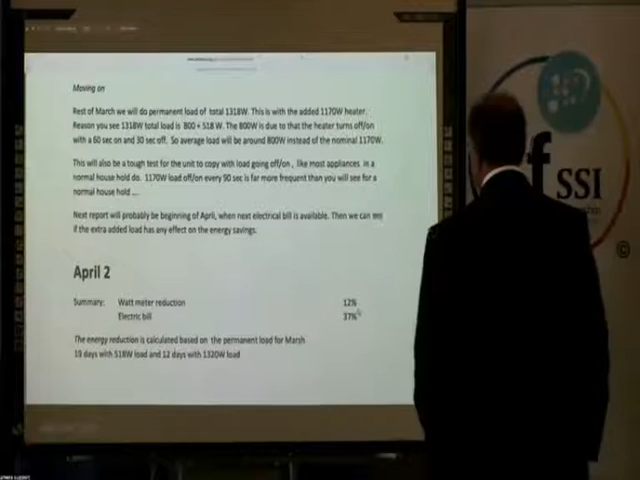 Moving on
Rest of March we will do permanent load of total 1318W. This is with the added 1170W heater.
Reason you see 1318W total load is 800 + 518 W. The 800W is due to that the heater turns off/on
with a 60 sec on and 30 sec off. So average load will be around 800W instead of the nominal 1170W.
This will also be a tough test for the unit to copy with load going off/on, like most appliances in a
normal house hold do. 1170W load off/on every 90 sec is far more frequent than you will see for a
normal house hold ....
Next report will probably be beginning of April, when next electrical bill is available. Then we can see
if the extra added load has any effect on the energy savings.
April 2
Summary: Watt meter reduction 12%
Electric bill 37%
The energy reduction is calculated based on the permanent load for Marsh
19 days with 518W load and 12 days with 1320W load
f SSI
©